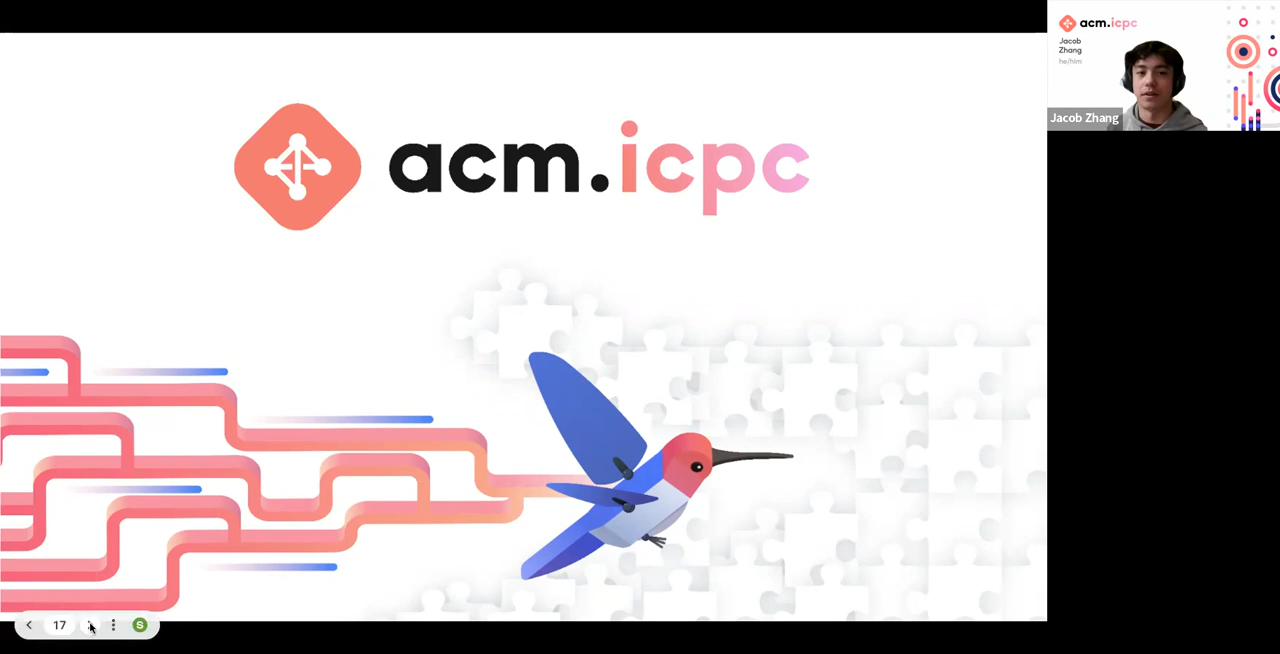 acm.icpc
acm.icpc
Jacob
Zhang
he/him
Jacob Zhang
17
S